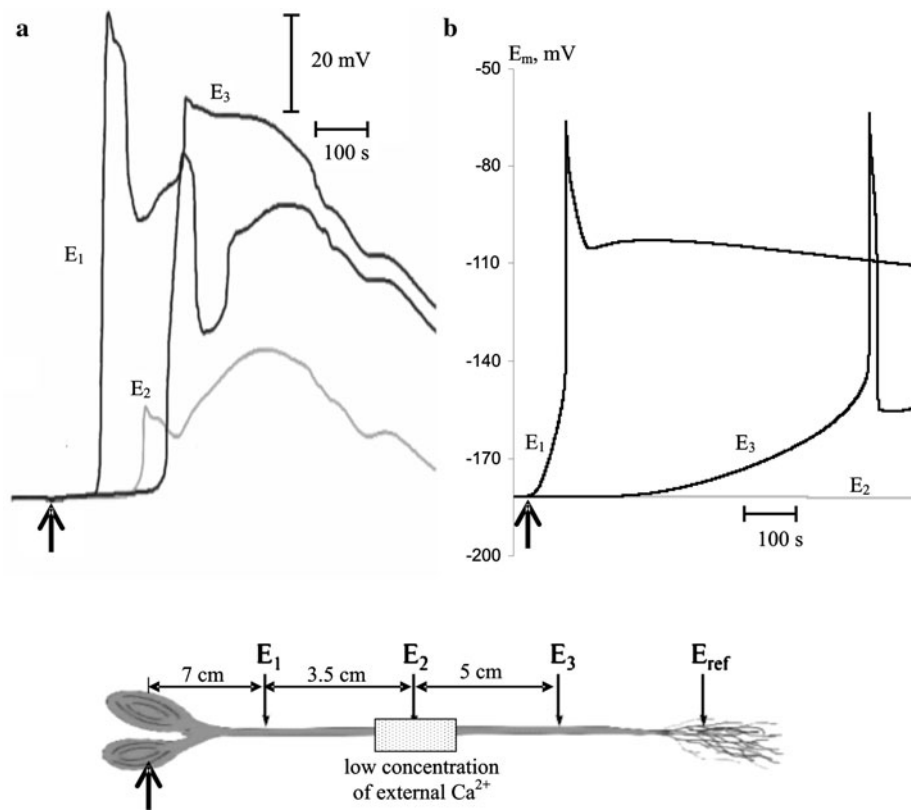 a
20 mV
100 s
E₁
E₂
E₃
b
Eₘ, mV
-50
-80
-110
-140
-170
-200
E₁
E₃
E₂
100 s
E₁
E₂
E₃
E_ref
7 cm
3.5 cm
5 cm
low concentration
of external Ca²⁺